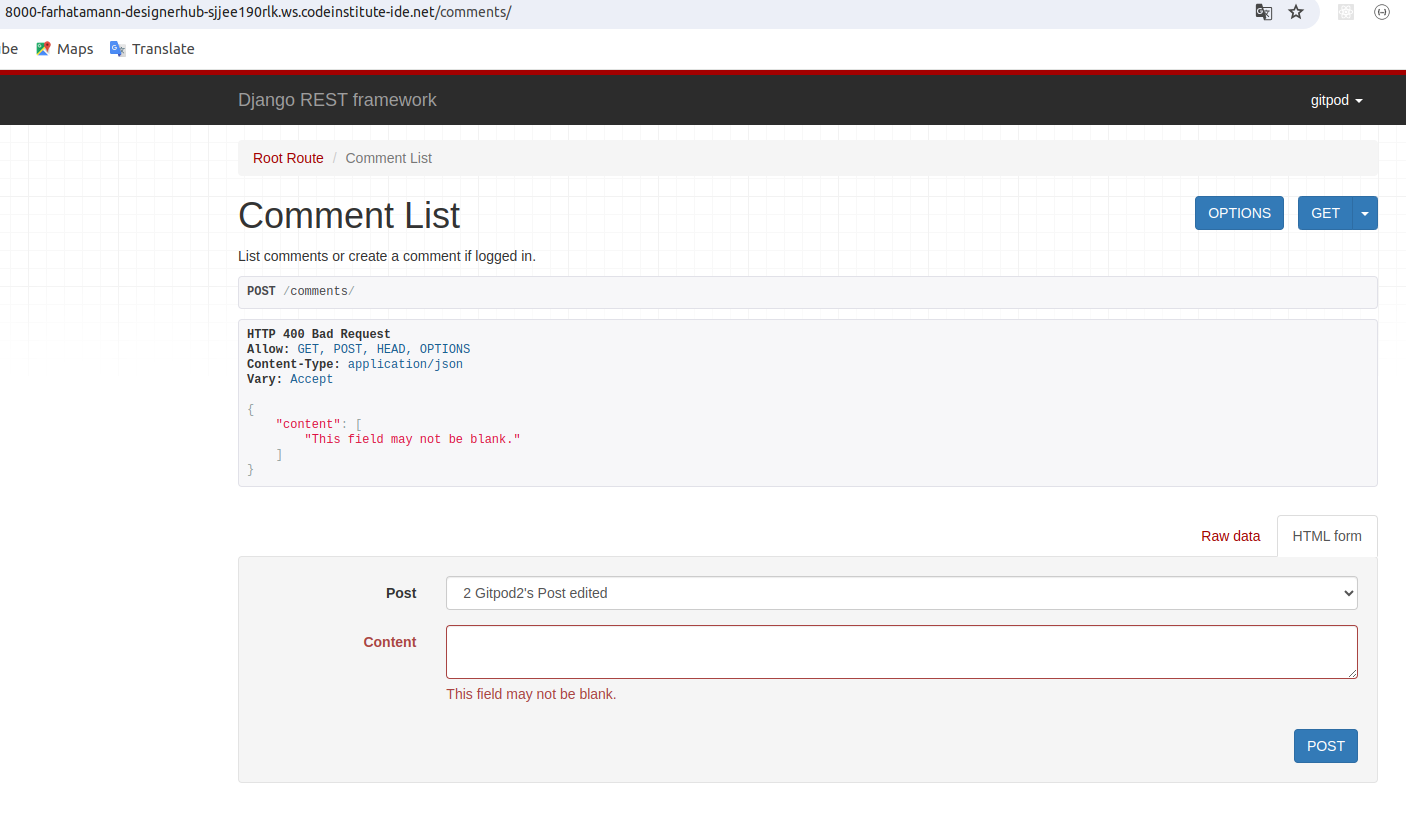 8000-farhatamann-designerhub-sjjee190rlk.ws.codeinstitute-ide.net/comments/
be Maps Translate
Django REST framework gitpod
Root Route / Comment List
Comment List OPTIONS GET
List comments or create a comment if logged in.
POST /comments/
HTTP 400 Bad Request
Allow: GET, POST, HEAD, OPTIONS
Content-Type: application/json
Vary: Accept
{
"content": [
"This field may not be blank."
]
}
Raw data HTML form
Post 2 Gitpod2's Post edited
Content
This field may not be blank.
POST